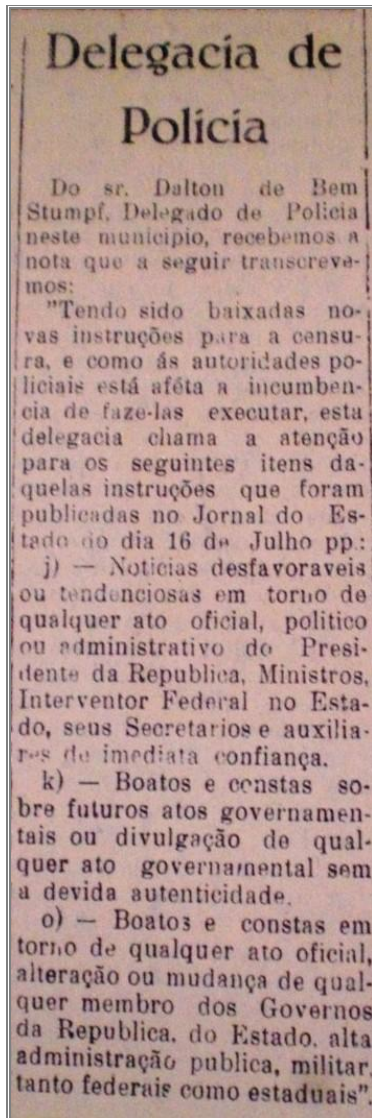 Delegacia de
Policia
Do sr. Dalton de Bem
Stumpf, Delegado de Policia
neste municipio, recebemos a
nota que a seguir transcreve-
mos:
"Tendo sido baixadas no-
vas instruções para a censu-
ra, e como ás autoridades po-
liciais está aféta a incumben-
cia de faze-las executar, esta
delegacia chama a atenção
para os seguintes itens da-
quelas instruções que foram
publicadas no Jornal do Es-
tado do dia 16 de Julho pp.:
j) — Noticias desfavoraveis
ou tendenciosas em torno de
qualquer ato oficial, politico
ou administrativo do Presi-
dente da Republica, Ministros,
Interventor Federal no Esta-
do, seus Secretarios e auxilia-
res de imediata confiança.
k) — Boatos e constas so-
bre futuros atos governamen-
tais ou divulgação de qual-
quer ato governamental sem
a devida autenticidade.
o) — Boatos e constas em
torno de qualquer ato oficial,
alteração ou mudança de qual-
quer membro dos Governos
da Republica, do Estado, alta
administração publica, militar,
tanto federais como estaduais".